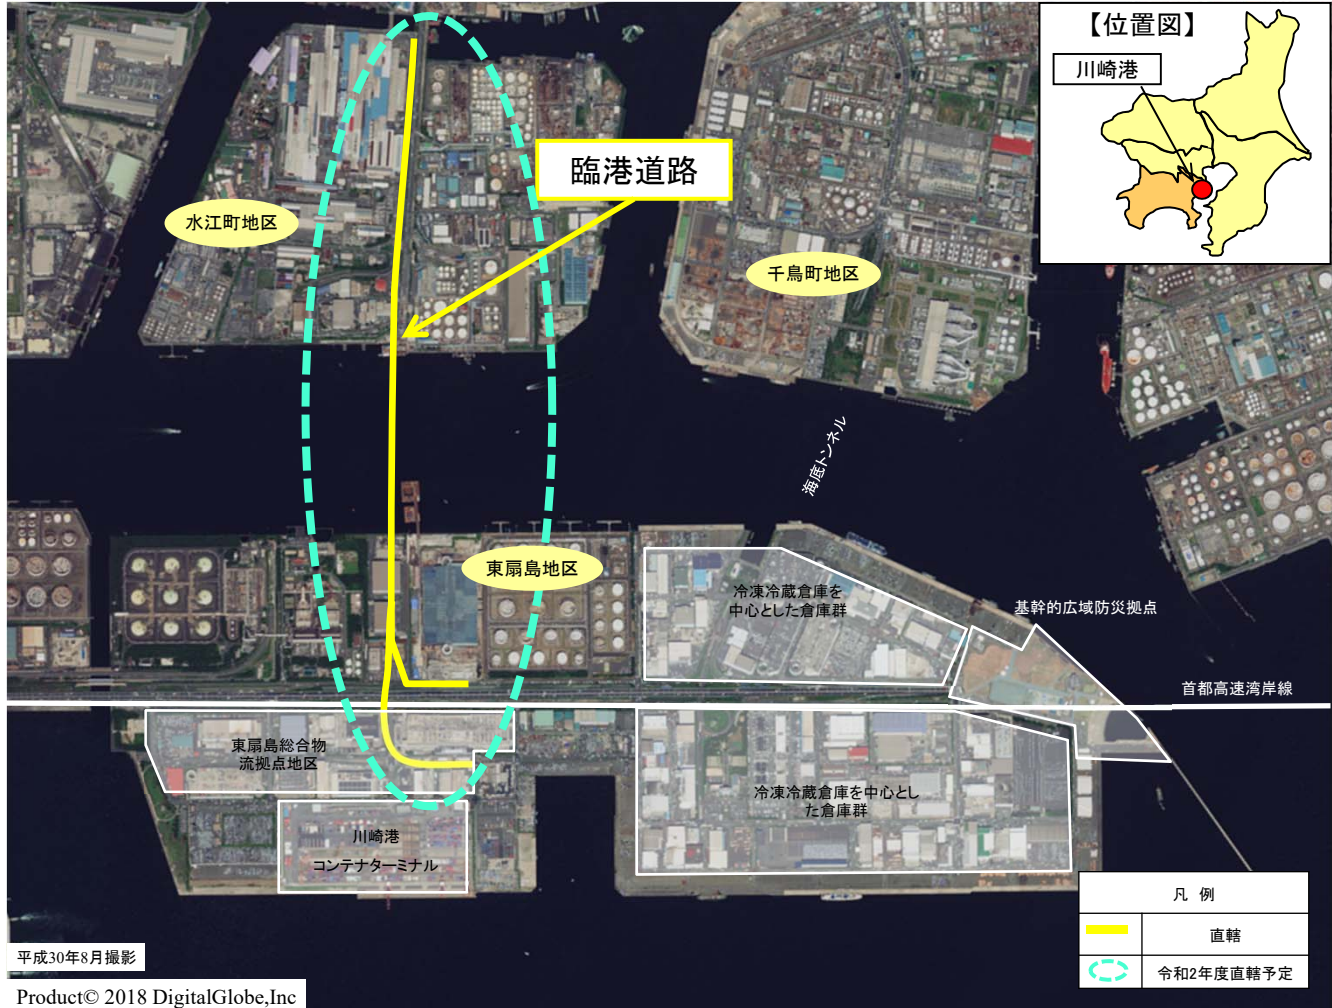 【位置図】
川崎港
臨港道路
水江町地区
千鳥町地区
海底トンネル
東扇島地区
冷凍冷蔵倉庫を
中心とした倉庫群
基幹的広域防災拠点
首都高速湾岸線
東扇島総合物
流拠点地区
冷凍冷蔵倉庫を中心とし
た倉庫群
川崎港
コンテナターミナル
凡 例
直轄
令和2年度直轄予定
平成30年8月撮影
Product© 2018 DigitalGlobe,Inc